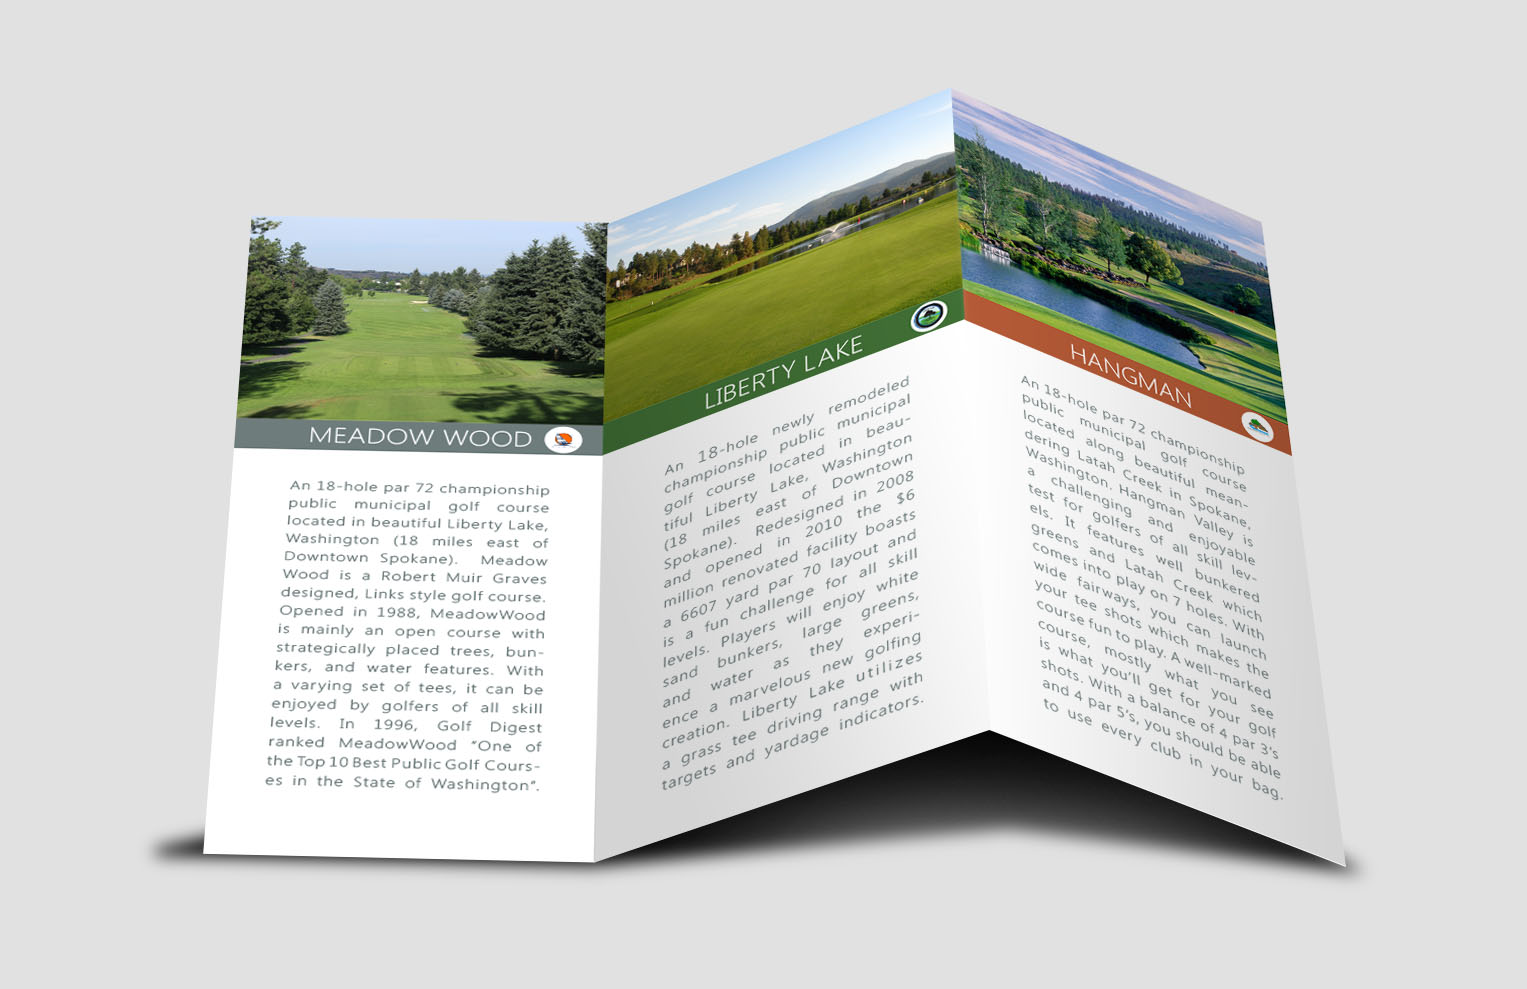 MEADOW WOOD
An 18-hole par 72 championship
public municipal golf course
located in beautiful Liberty Lake,
Washington (18 miles east of
Downtown Spokane). Meadow
Wood is a Robert Muir Graves
designed, Links style golf course.
Opened in 1988, MeadowWood
is mainly an open course with
strategically placed trees, bun-
kers, and water features. With
a varying set of tees, it can be
enjoyed by golfers of all skill
levels. In 1996, Golf Digest
ranked MeadowWood "One of
the Top 10 Best Public Golf Cours-
es in the State of Washington".
LIBERTY LAKE
An 18-hole newly remodeled
championship public municipal
golf course located in beau-
tiful Liberty Lake, Washington
(18 miles east of Downtown
Spokane). Redesigned in 2008
and opened in 2010 the $6
million renovated facility boasts
a 6607 yard par 70 layout and
is a fun challenge for all skill
levels. Players will enjoy white
sand bunkers, large greens,
and water as they experi-
ence a marvelous new golfing
creation. Liberty Lake utilizes
a grass tee driving range with
targets and yardage indicators.
HANGMAN
An 18-hole par 72 championship
public municipal golf course
located along beautiful mean-
dering Latah Creek in Spokane,
Washington. Hangman Valley is
a challenging and enjoyable
test for golfers of all skill lev-
els. It features well bunkered
greens and Latah Creek which
comes into play on 7 holes. With
wide fairways, you can launch
your tee shots which makes the
course fun to play. A well-marked
course, mostly what you see
is what you'll get for your golf
shots. With a balance of 4 par 3's
and 4 par 5's, you should be able
to use every club in your bag.